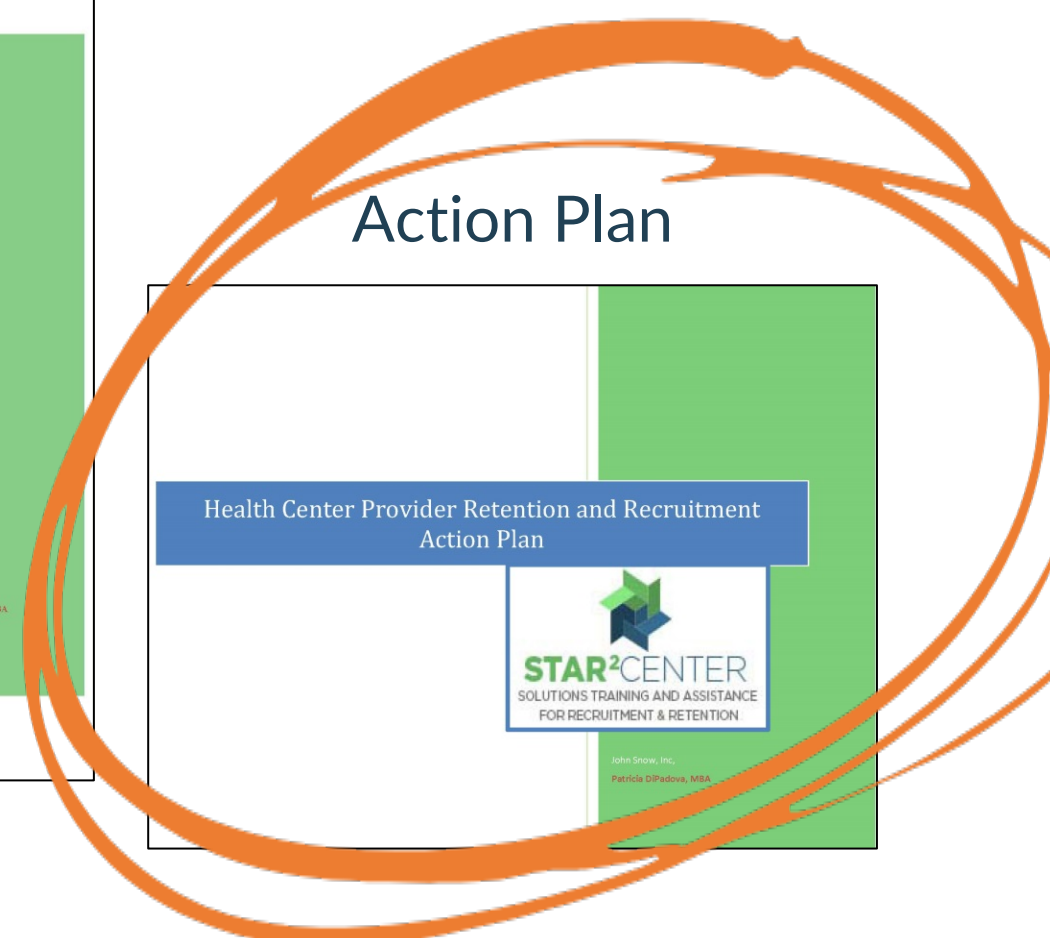 Action Plan
Health Center Provider Retention and Recruitment
Action Plan
STAR²CENTER
SOLUTIONS TRAINING AND ASSISTANCE
FOR RECRUITMENT & RETENTION
John Snow, Inc,
Patricia DiPadova, MBA